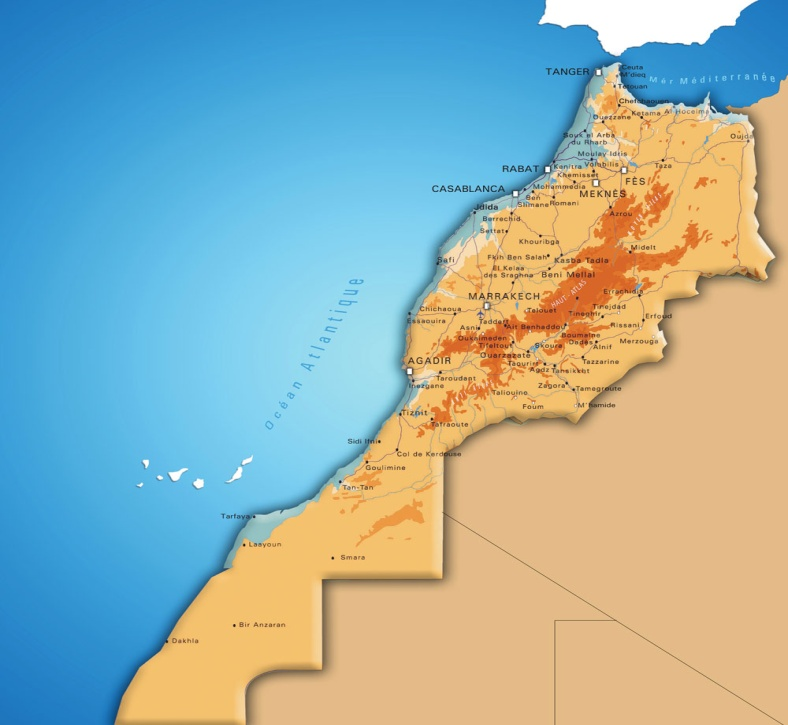 TANGER
Ceuta
M'dieq
Mér Méditerranée
Tétouan
Chefchaouen
Ketama
Al Hoceima
Ouezzane
Oujda
Souk el Arba
du Rharb
Moulay Idris
Volubilis
Taza
RABAT
Kenitra
Khemisset
FÈS
MEKNÈS
CASABLANCA
Mohammedia
Ben
Slimane
Romani
Jdida
Azrou
Berrechid
Settat
Khouribga
Midelt
Safi
Fkih Ben Salah
Kasba Tadla
El Kelaa
des Sraghna
Beni Mellal
HAUT-ATLAS
Errachidia
MARRAKECH
Chichaoua
Telouet
Tinejdad
Tineghir
Erfoud
Essaouira
Taddert
Asni
Ait Benhaddou
Rissani
Oukaimeden
Boumalne
Dades
Merzouga
Tifeltout
Skoura
Alnif
Ouarzazate
AGADIR
Taourirt
Tazzarine
Agdz
Tansikht
Inezgane
Taroudant
Zagora
Tamegroute
Taliouine
Foum
M'hamide
Tiznit
Tafraoute
Océan Atlantique
Sidi Ifni
Col de Kerdouse
Goulimine
Tan-Tan
Tarfaya
Laayoun
Smara
Bir Anzaran
Dakhla